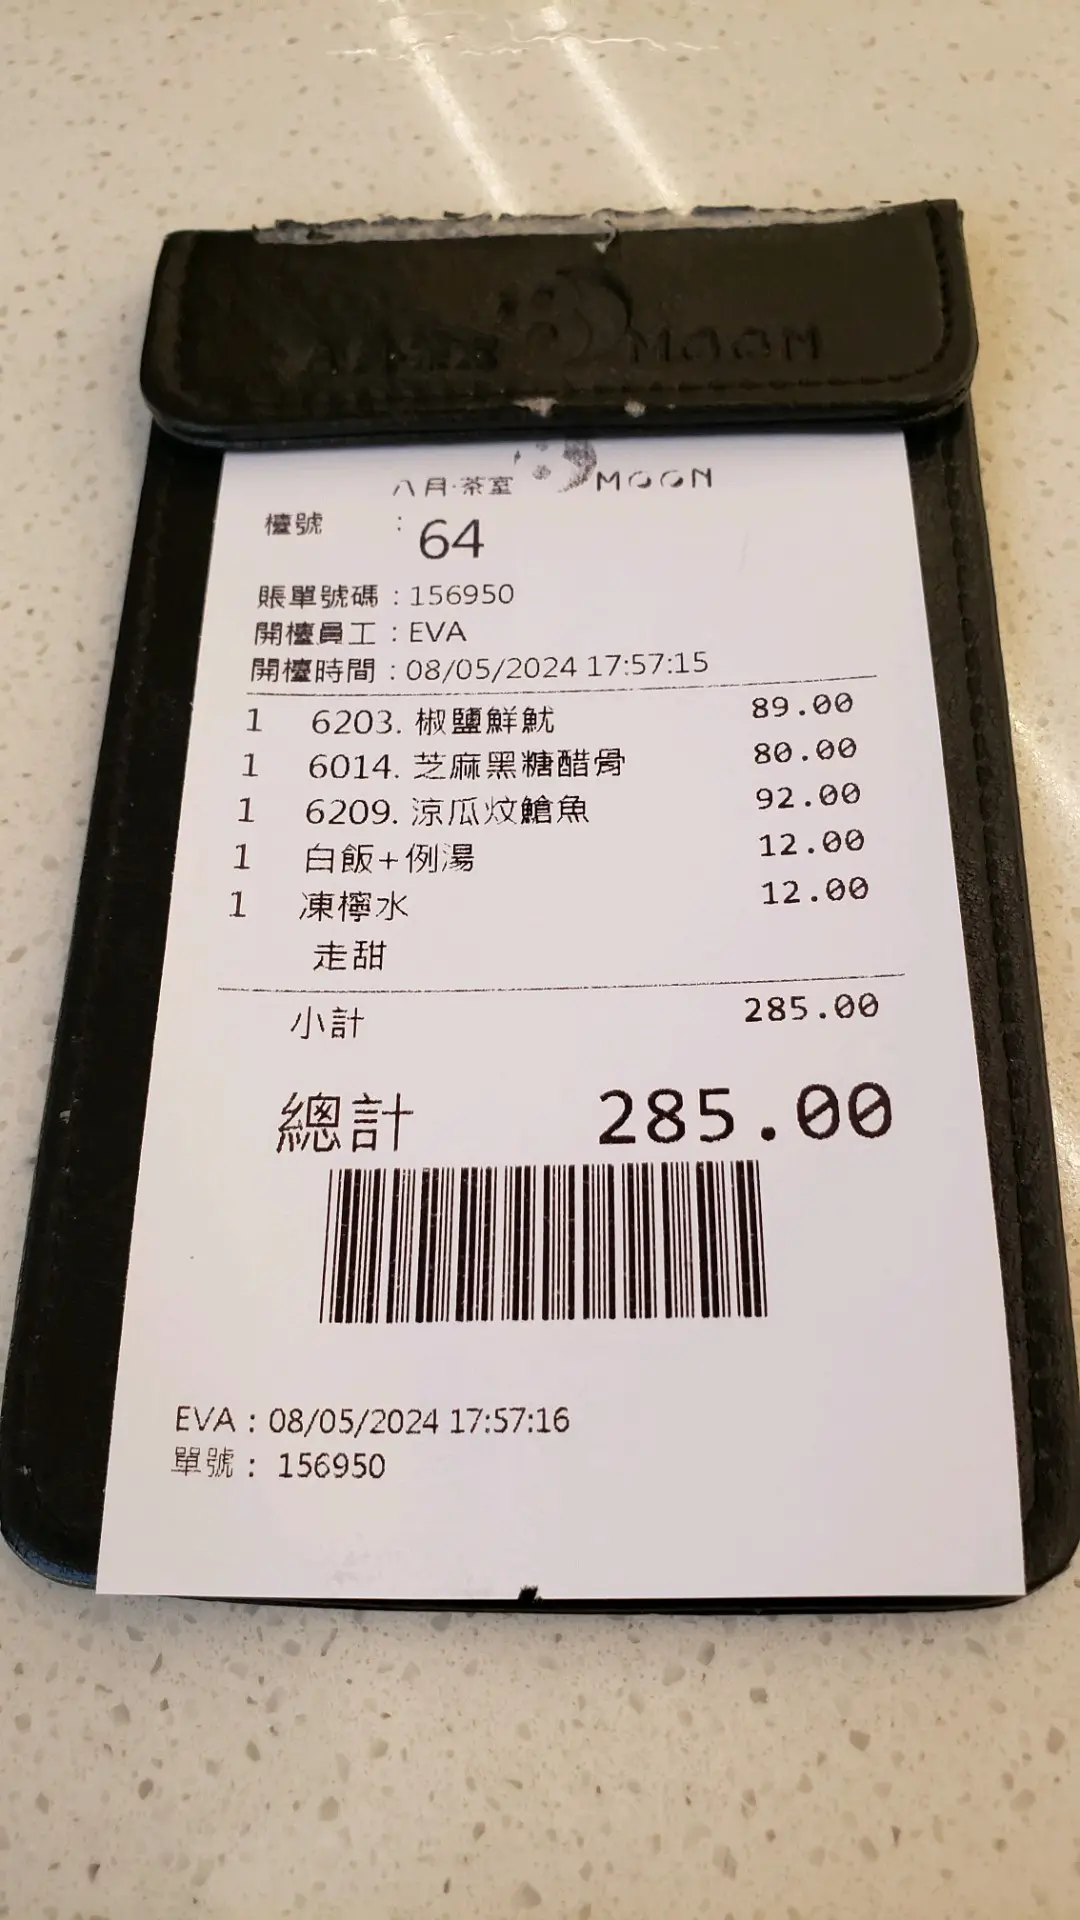 MOON
八月·茶室 MOON
檯號 : 64
賬單號碼 : 156950
開檯員工 : EVA
開檯時間 : 08/05/2024 17:57:15
1 6203. 椒鹽鮮魷 89.00
1 6014. 芝麻黑糖醋骨 80.00
1 6209. 涼瓜炆鱠魚 92.00
1 白飯+例湯 12.00
1 凍檸水 12.00
走甜
小計 285.00
總計 285.00
EVA : 08/05/2024 17:57:16
單號 : 156950